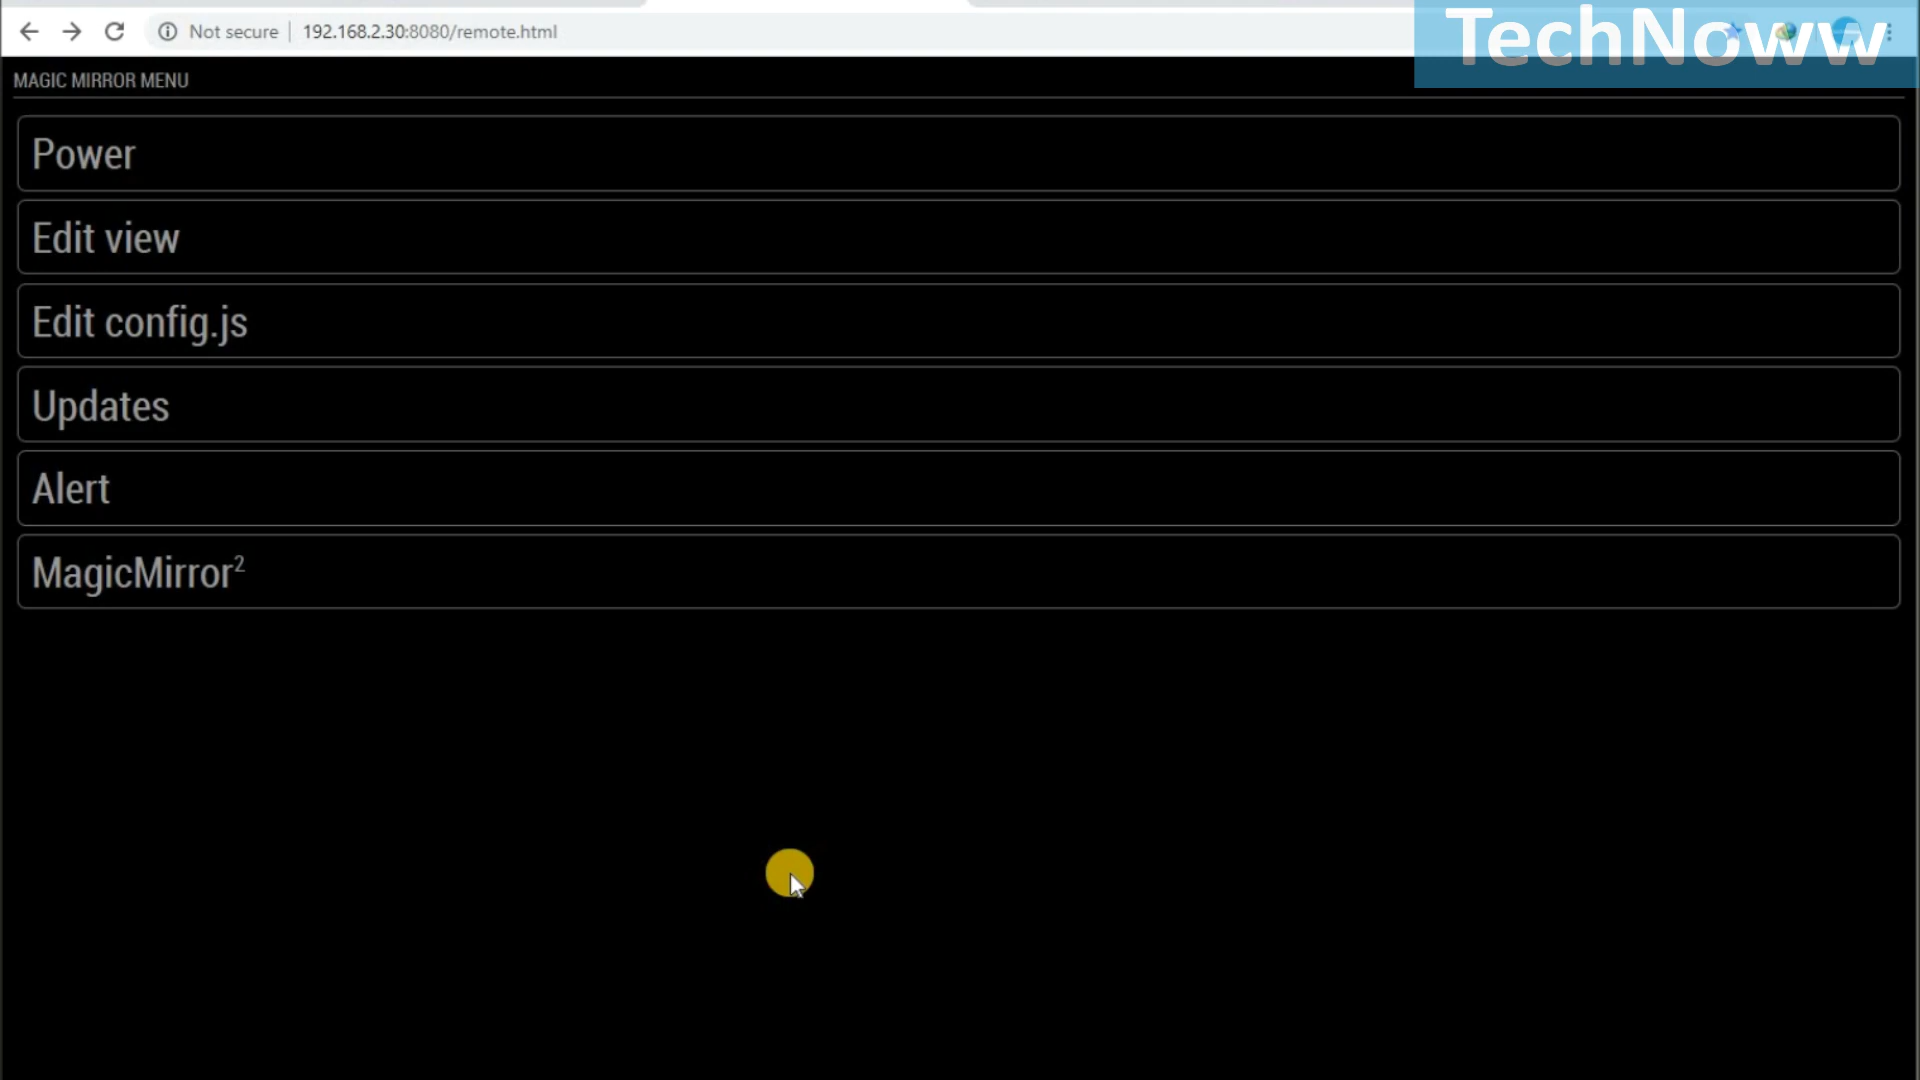 Not secure 192.168.2.30:8080/remote.html
TechNoww
MAGIC MIRROR MENU
Power
Edit view
Edit config.js
Updates
Alert
MagicMirror²